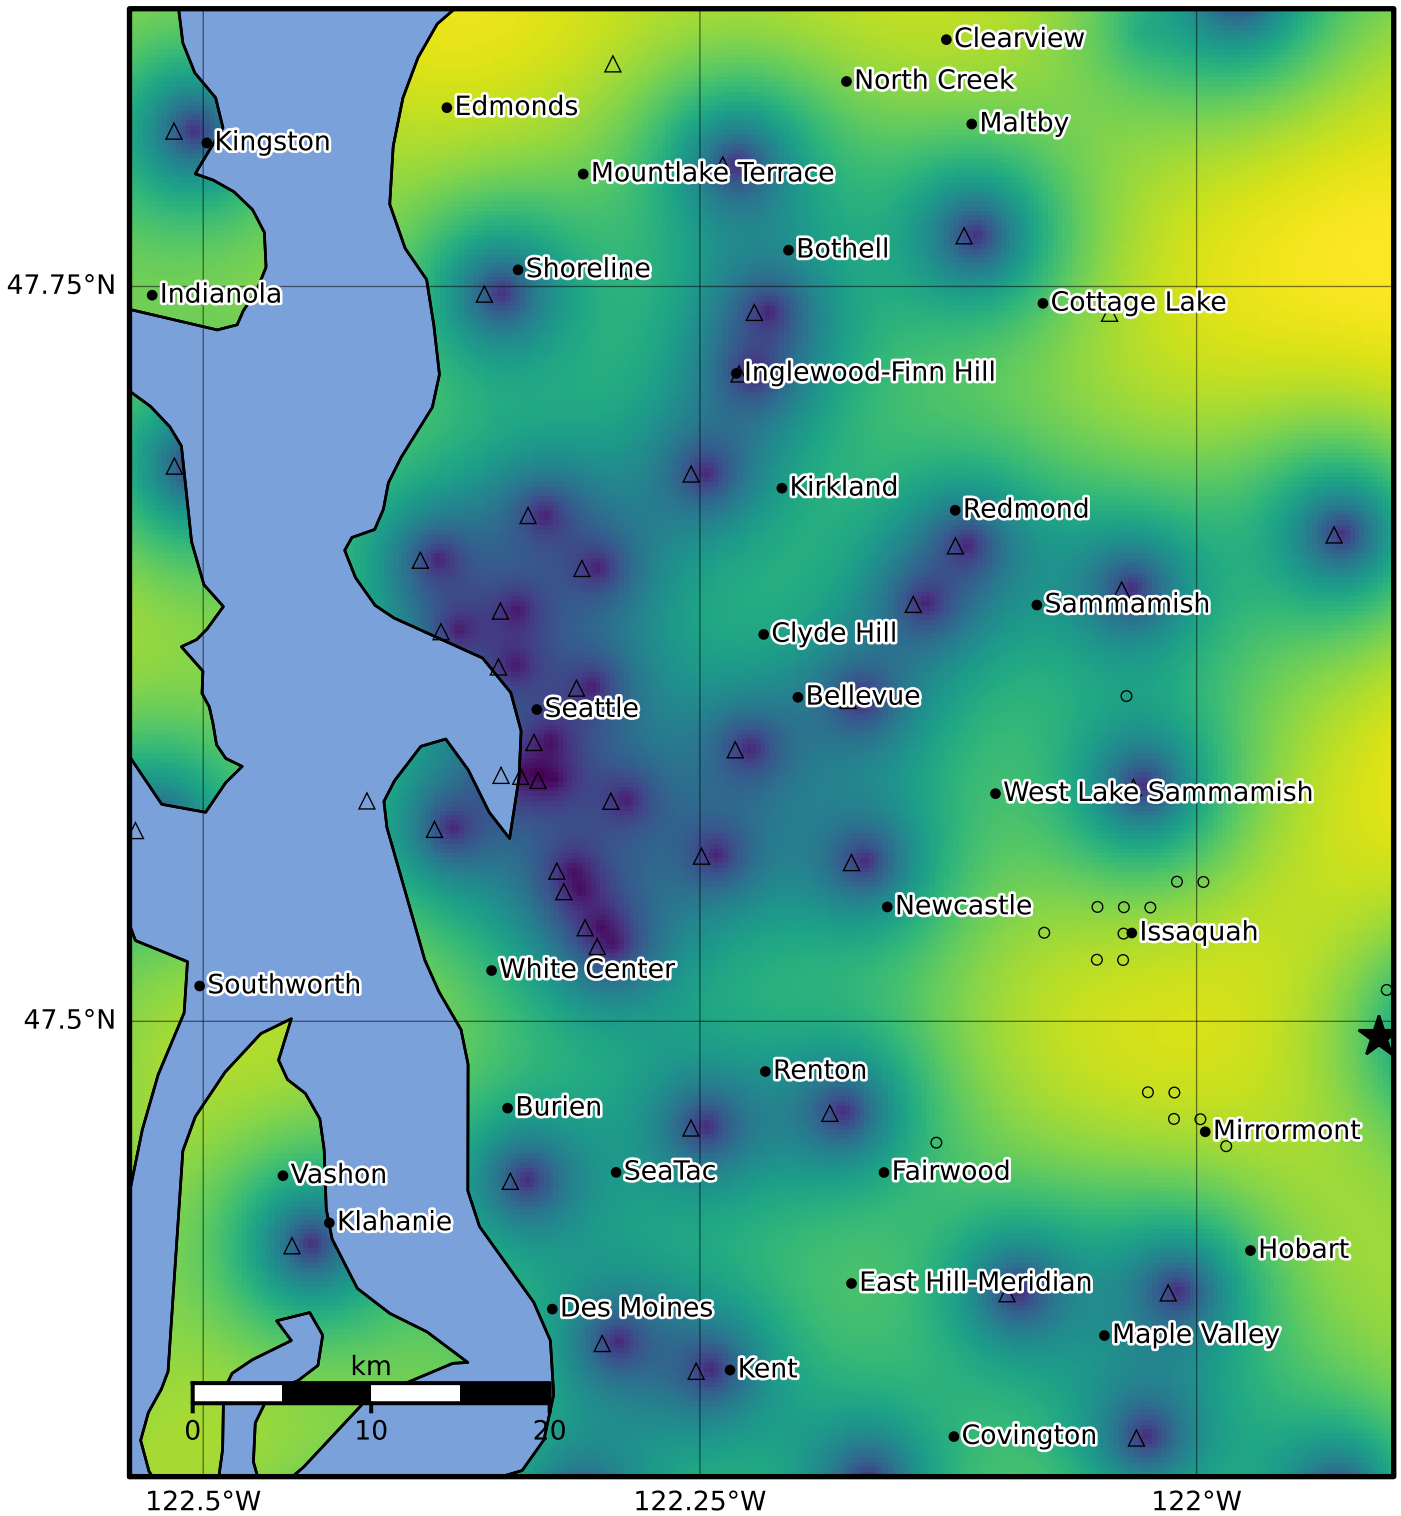 Clearview
North Creek
Edmonds
Maltby
Kingston
Mountlake Terrace
Bothell
Shoreline
47.75°N
Indianola
Cottage Lake
Inglewood-Finn Hill
Kirkland
Redmond
Sammamish
Clyde Hill
Bellevue
Seattle
West Lake Sammamish
Newcastle
Issaquah
White Center
Southworth
47.5°N
Renton
Burien
Mirrormont
SeaTac
Fairwood
Vashon
Klahanie
Hobart
East Hill-Meridian
Des Moines
Maple Valley
km
Kent
0 10 20
Covington
122.5°W 122.25°W 122°W